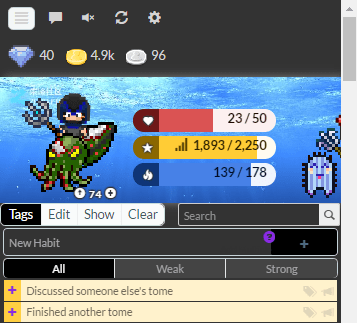 40 4.9k 96
23 / 50
1,893 / 2,250
139 / 178
74
Tags Edit Show Clear Search
New Habit ? +
All Weak Strong
+ Discussed someone else's tome
+ Finished another tome